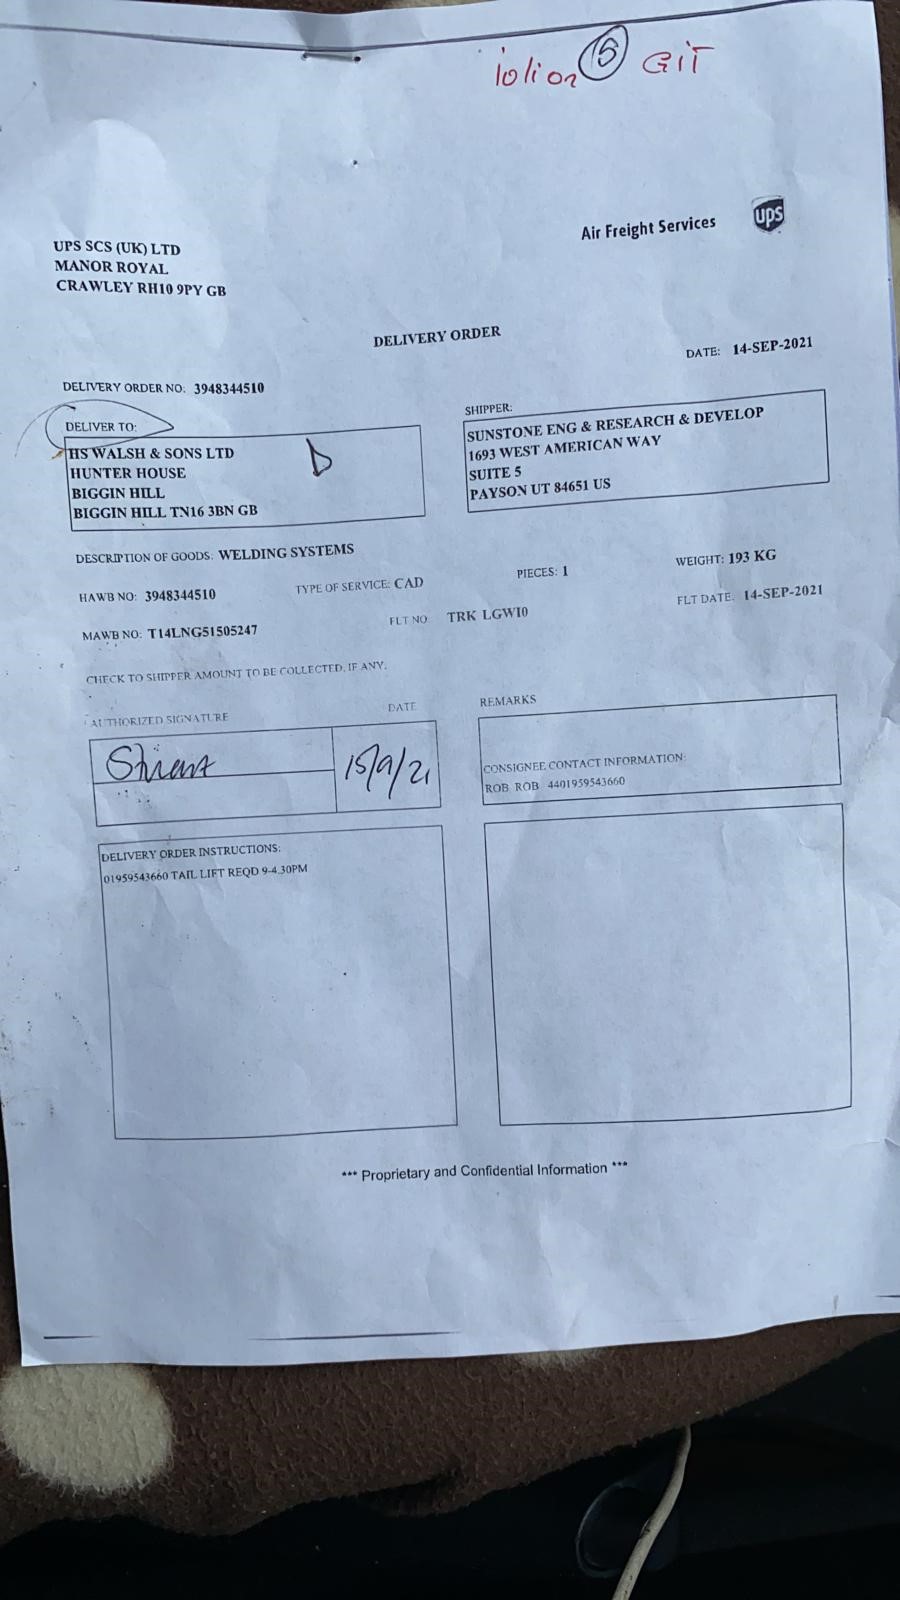 GIT
5
ups
Air Freight Services
UPS SCS (UK) LTD
MANOR ROYAL
CRAWLEY RH10 9PY GB
DELIVERY ORDER
DATE: 14-SEP-2021
DELIVERY ORDER NO: 3948344510
DELIVER TO:
HS WALSH & SONS LTD
HUNTER HOUSE
BIGGIN HILL
BIGGIN HILL TN16 3BN GB
D
SHIPPER:
SUNSTONE ENG & RESEARCH & DEVELOP
1693 WEST AMERICAN WAY
SUITE 5
PAYSON UT 84651 US
DESCRIPTION OF GOODS: WELDING SYSTEMS
HAWB NO: 3948344510 TYPE OF SERVICE: CAD PIECES: 1 WEIGHT: 193 KG
MAWB NO: T14LNG51505247 FLT NO: TRK LGWI0 FLT DATE: 14-SEP-2021
CHECK TO SHIPPER AMOUNT TO BE COLLECTED, IF ANY.
AUTHORIZED SIGNATURE DATE
15/9/21
REMARKS
CONSIGNEE CONTACT INFORMATION:
ROB ROB 4401959543660
DELIVERY ORDER INSTRUCTIONS:
01959543660 TAIL LIFT REQD 9-4.30PM
*** Proprietary and Confidential Information ***